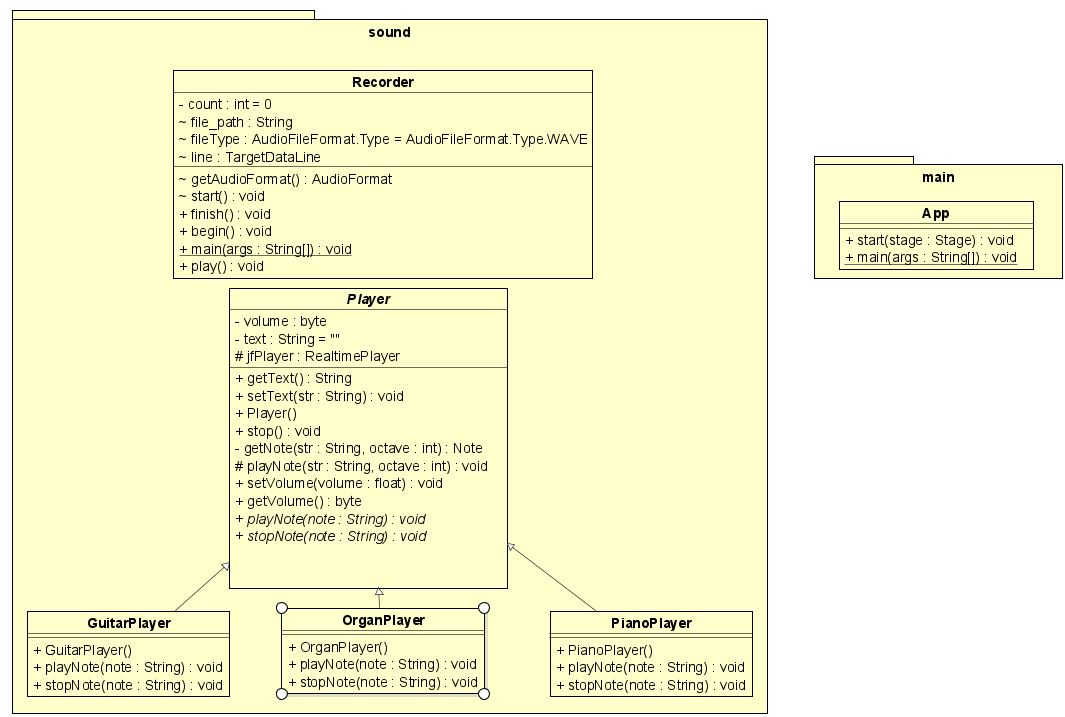 sound
Recorder
- count : int = 0
~ file_path : String
~ fileType : AudioFileFormat.Type = AudioFileFormat.Type.WAVE
~ line : TargetDataLine
~ getAudioFormat() : AudioFormat
~ start() : void
+ finish() : void
+ begin() : void
+ main(args : String[]) : void
+ play() : void
Player
- volume : byte
- text : String = ""
# jfPlayer : RealtimePlayer
+ getText() : String
+ setText(str : String) : void
+ Player()
+ stop() : void
- getNote(str : String, octave : int) : Note
# playNote(str : String, octave : int) : void
+ setVolume(volume : float) : void
+ getVolume() : byte
+ playNote(note : String) : void
+ stopNote(note : String) : void
GuitarPlayer
+ GuitarPlayer()
+ playNote(note : String) : void
+ stopNote(note : String) : void
OrganPlayer
+ OrganPlayer()
+ playNote(note : String) : void
+ stopNote(note : String) : void
PianoPlayer
+ PianoPlayer()
+ playNote(note : String) : void
+ stopNote(note : String) : void
main
App
+ start(stage : Stage) : void
+ main(args : String[]) : void